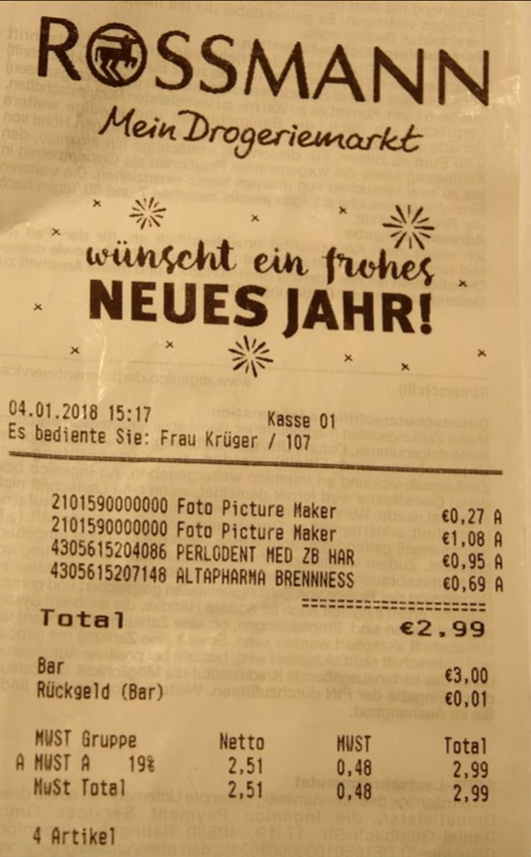 ROSSMANN
Mein Drogeriemarkt
wünscht ein frohes
NEUES JAHR!
04.01.2018 15:17 Kasse 01
Es bediente Sie: Frau Krüger / 107
2101590000000 Foto Picture Maker €0,27 A
2101590000000 Foto Picture Maker €1,08 A
4305615204086 PERLODENT MED ZB HAR €0,95 A
4305615207148 ALTAPHARMA BRENNNESS €0,69 A
Total €2,99
Bar €3,00
Rückgeld (Bar) €0,01
MWST Gruppe Netto MWST Total
A MWST A 19% 2,51 0,48 2,99
MwSt Total 2,51 0,48 2,99
4 Artikel